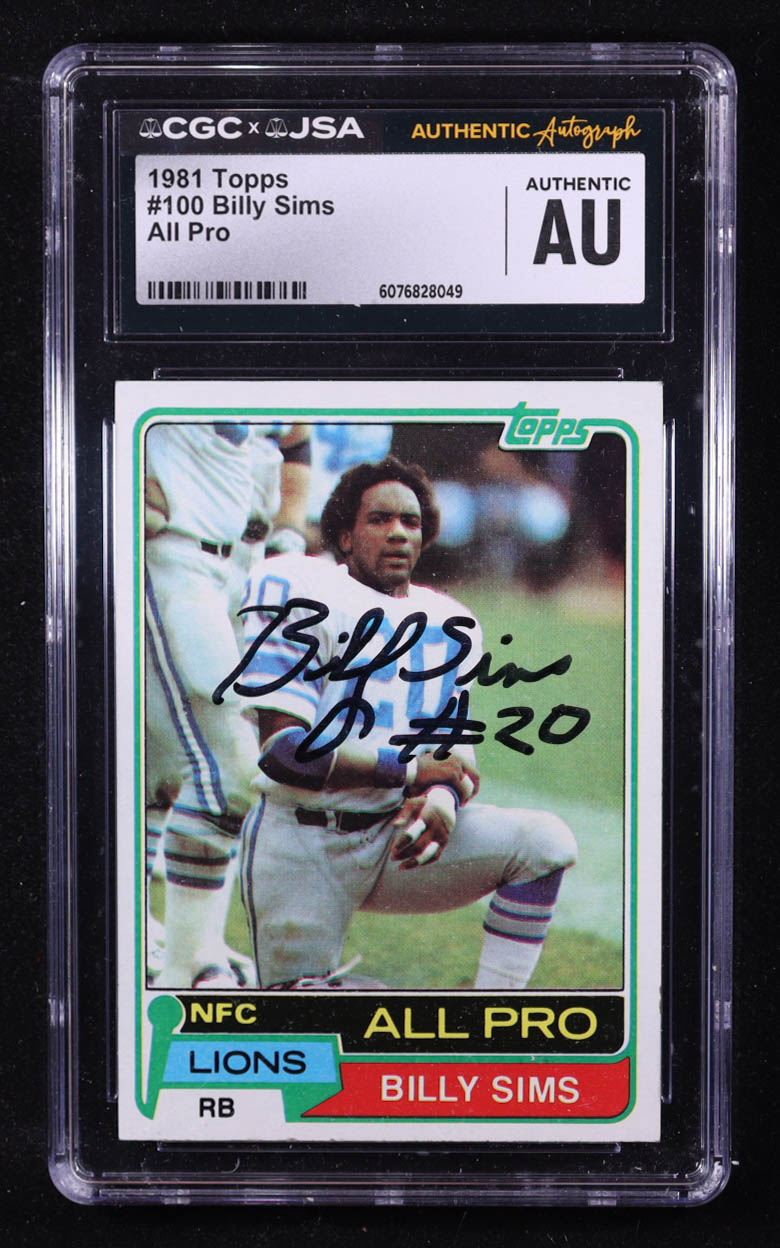 CGC x JSA AUTHENTIC Autograph
1981 Topps
#100 Billy Sims
All Pro
AUTHENTIC
AU
6076828049
topps
20
Billy Sims
#20
NFC ALL PRO
LIONS
BILLY SIMS
RB